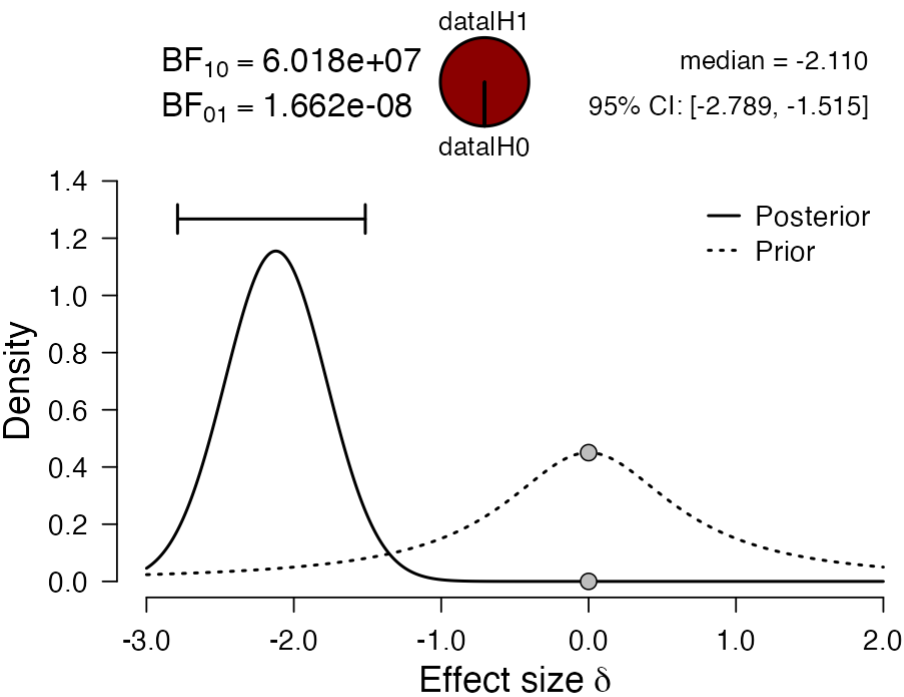 data|H1
BF₁₀ = 6.018e+07
BF₀₁ = 1.662e-08
median = -2.110
95% CI: [-2.789, -1.515]
data|H0
Posterior
Prior
Density
1.4
1.2
1.0
0.8
0.6
0.4
0.2
0.0
-3.0 -2.0 -1.0 0.0 1.0 2.0
Effect size δ